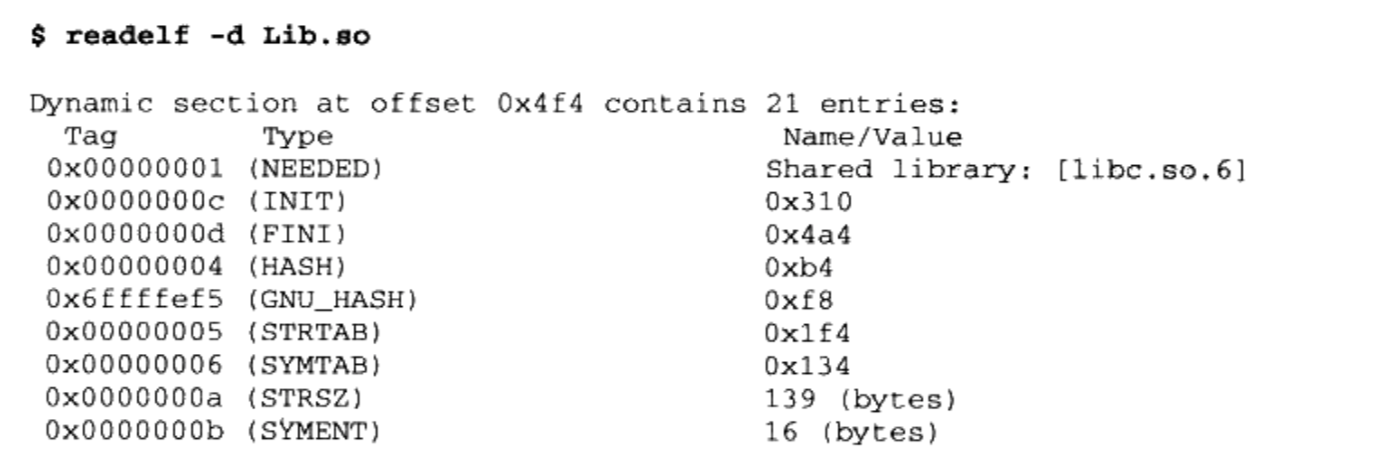 $ readelf -d Lib.so
Dynamic section at offset 0x4f4 contains 21 entries:
Tag Type Name/Value
0x00000001 (NEEDED) Shared library: [libc.so.6]
0x0000000c (INIT) 0x310
0x0000000d (FINI) 0x4a4
0x00000004 (HASH) 0xb4
0x6ffffef5 (GNU_HASH) 0xf8
0x00000005 (STRTAB) 0x1f4
0x00000006 (SYMTAB) 0x134
0x0000000a (STRSZ) 139 (bytes)
0x0000000b (SYMENT) 16 (bytes)